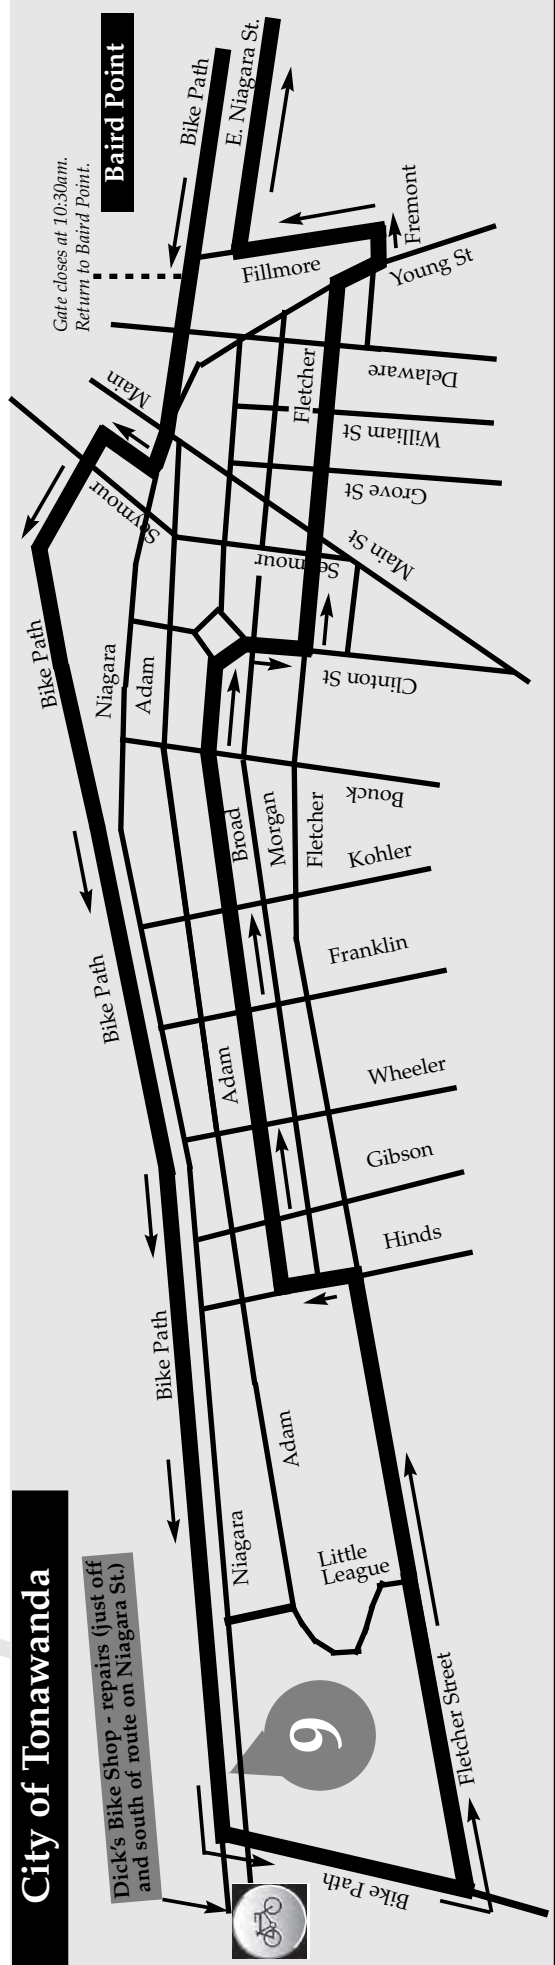 City of Tonawanda
Dick's Bike Shop - repairs (just off
and south of route on Niagara St.)
Gate closes at 10:30am.
Return to Baird Point.
Baird Point
Bike Path
E. Niagara St.
Fremont
Fillmore
Young St
Main
Delaware
Fletcher
William St
Grove St
Seymour
Seymour
Main St
Bike Path
Niagara
Adam
Clinton St
Bouck
Broad
Morgan
Fletcher
Kohler
Franklin
Bike Path
Adam
Wheeler
Gibson
Hinds
Bike Path
Adam
Niagara
Little
League
9
Fletcher Street
Bike Path